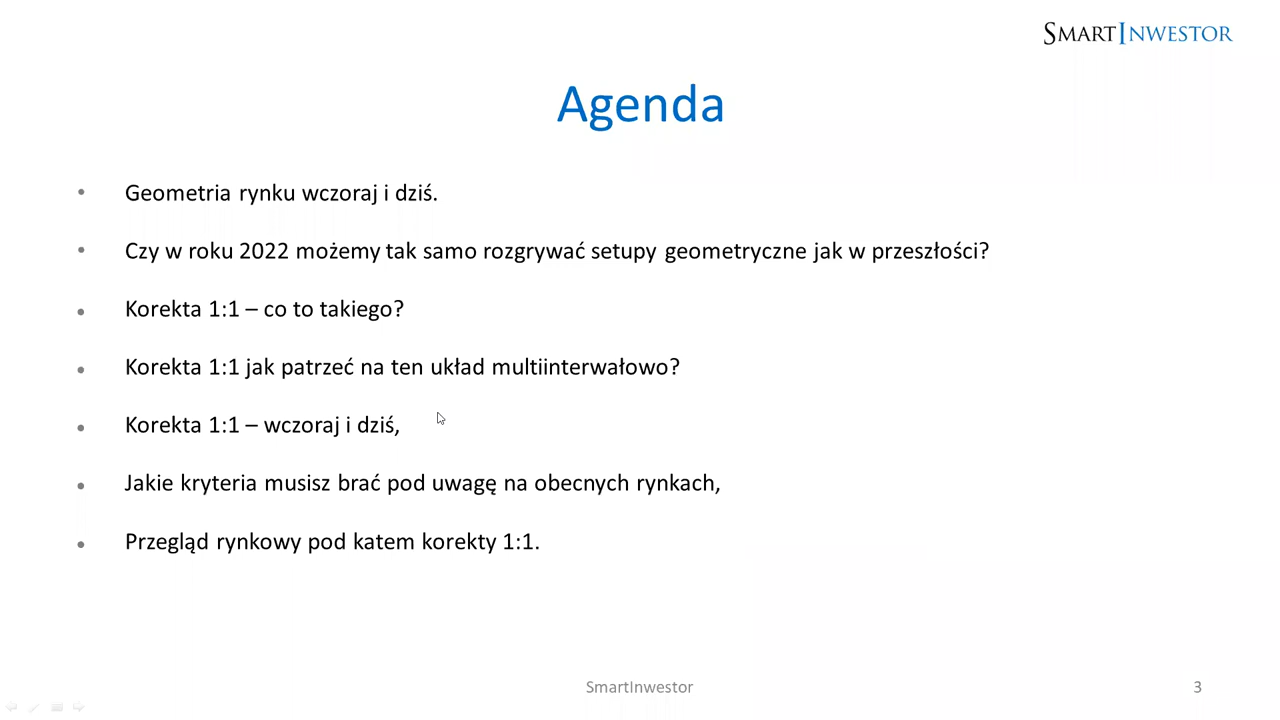 SMARTINWESTOR
Agenda
• Geometria rynku wczoraj i dziś.
• Czy w roku 2022 możemy tak samo rozgrywać setupy geometryczne jak w przeszłości?
• Korekta 1:1 – co to takiego?
• Korekta 1:1 jak patrzeć na ten układ multiinterwałowo?
• Korekta 1:1 – wczoraj i dziś,
• Jakie kryteria musisz brać pod uwagę na obecnych rynkach,
• Przegląd rynkowy pod katem korekty 1:1.
SmartInwestor
3